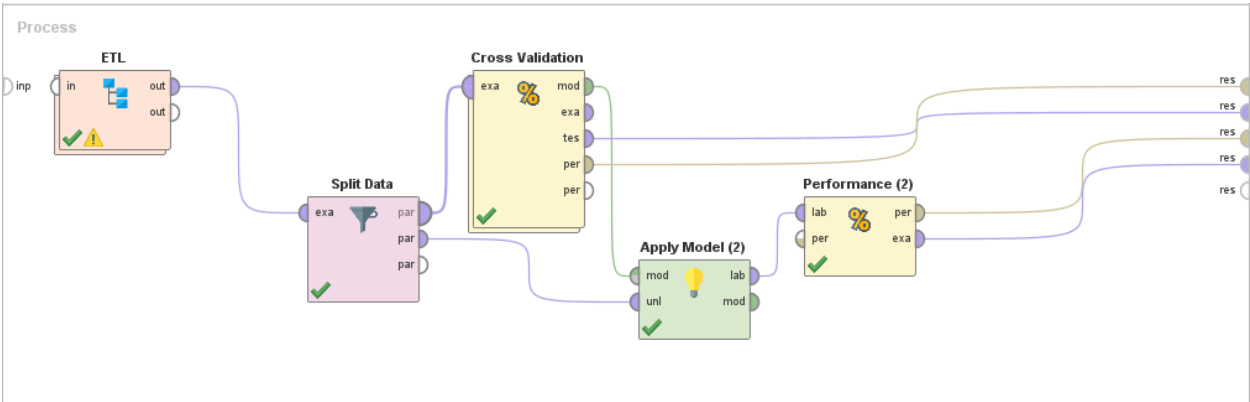 Process
ETL
inp
in
out
out
Cross Validation
exa
mod
exa
tes
per
per
Split Data
exa
par
par
par
Apply Model (2)
mod
lab
unl
mod
Performance (2)
lab
per
per
exa
res
res
res
res
res